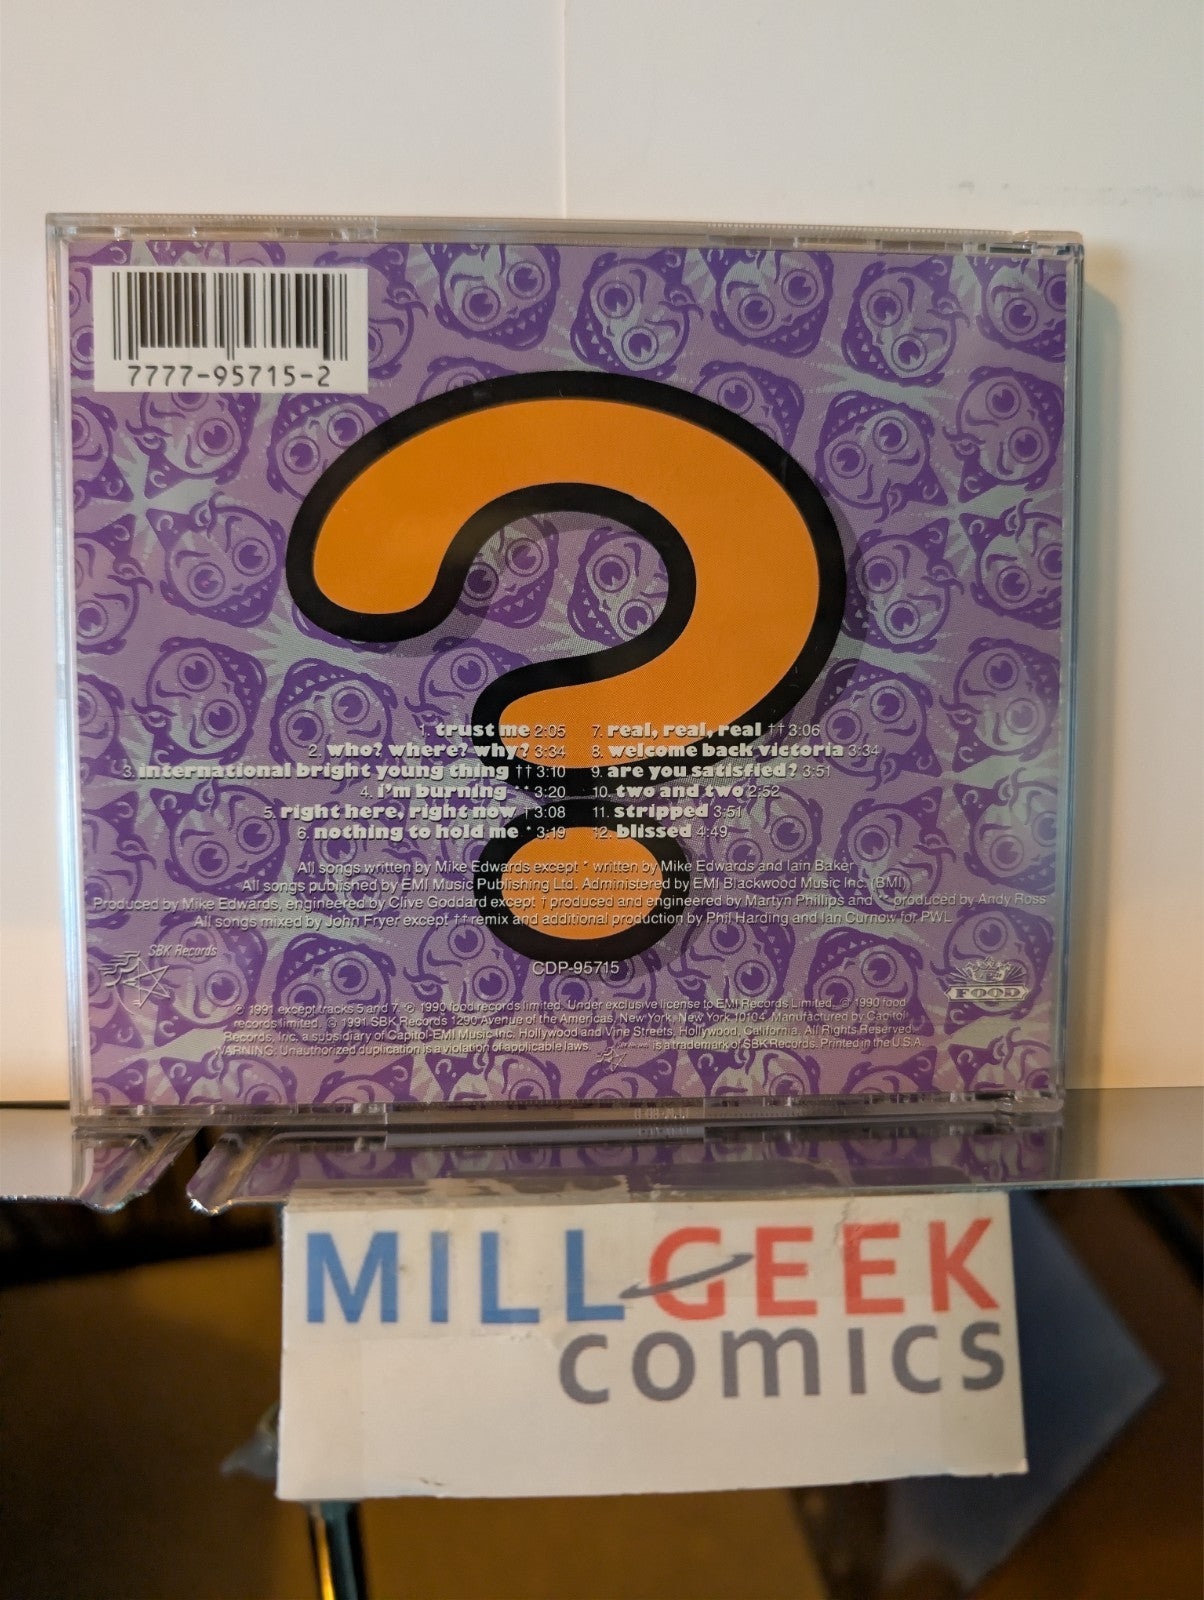 7777-95715-2
1. trust me 2:05
2. who? where? why? 3:34
3. international bright young thing †† 3:10
4. i'm burning ** 3:20
5. right here, right now † 3:08
6. nothing to hold me * 3:19
7. real, real, real †† 3:06
8. welcome back victoria 3:34
9. are you satisfied? 3:51
10. two and two 2:52
11. stripped 3:51
12. blissed 4:49
All songs written by Mike Edwards except * written by Mike Edwards and Iain Baker
All songs published by EMI Music Publishing Ltd. Administered by EMI Blackwood Music Inc. (BMI)
Produced by Mike Edwards, engineered by Clive Goddard except † produced and engineered by Martyn Phillips and ** produced by Andy Ross
All songs mixed by John Fryer except †† remix and additional production by Phil Harding and Ian Curnow for PWL
SBK Records
CDP-95715
FOOD
℗ 1991 except tracks 5 and 7. ℗ 1990 food records limited. Under exclusive license to EMI Records Limited. © 1990 food
records limited. © 1991 SBK Records 1290 Avenue of the Americas, New York, New York 10104. Manufactured by Capitol
Records, Inc. a subsidiary of Capitol-EMI Music Inc. Hollywood and Vine Streets, Hollywood, California. All Rights Reserved.
WARNING: Unauthorized duplication is a violation of applicable laws. is a trademark of SBK Records. Printed in the U.S.A.
MILLGEEK
comics